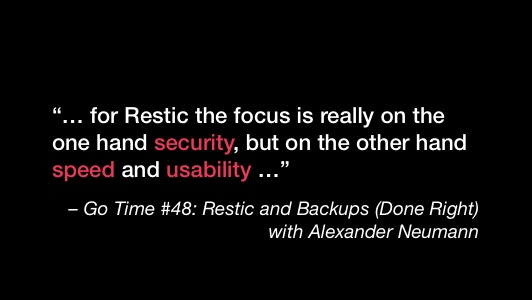 “… for Restic the focus is really on the
one hand security, but on the other hand
speed and usability …”
– Go Time #48: Restic and Backups (Done Right)
with Alexander Neumann